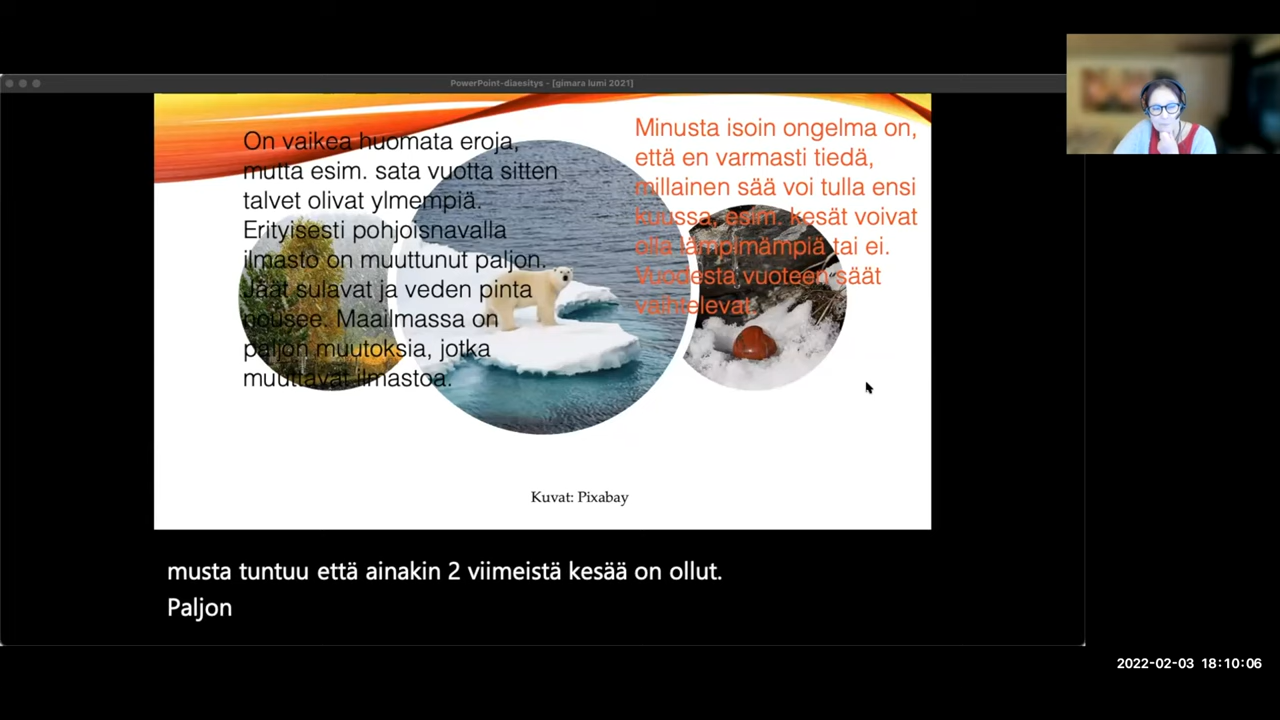 PowerPoint-diaesitys - [gimara lumi 2021]
On vaikea huomata eroja,
mutta esim. sata vuotta sitten
talvet olivat ylmempiä.
Erityisesti pohjoisnavalla
ilmasto on muuttunut paljon.
Jäät sulavat ja veden pinta
nousee. Maailmassa on
paljon muutoksia, jotka
muuttavat ilmastoa.
Minusta isoin ongelma on,
että en varmasti tiedä,
millainen sää voi tulla ensi
kuussa, esim. kesät voivat
olla lämpimämpiä tai ei.
Vuodesta vuoteen säät
vaihtelevat.
Kuvat: Pixabay
musta tuntuu että ainakin 2 viimeistä kesää on ollut.
Paljon
2022-02-03 18:10:06